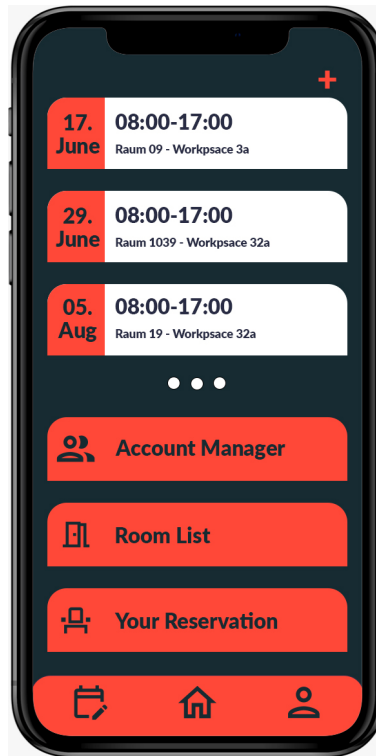 +
17.
June
08:00-17:00
Raum 09 - Workpsace 3a
29.
June
08:00-17:00
Raum 1039 - Workpsace 32a
05.
Aug
08:00-17:00
Raum 19 - Workpsace 32a
Account Manager
Room List
Your Reservation